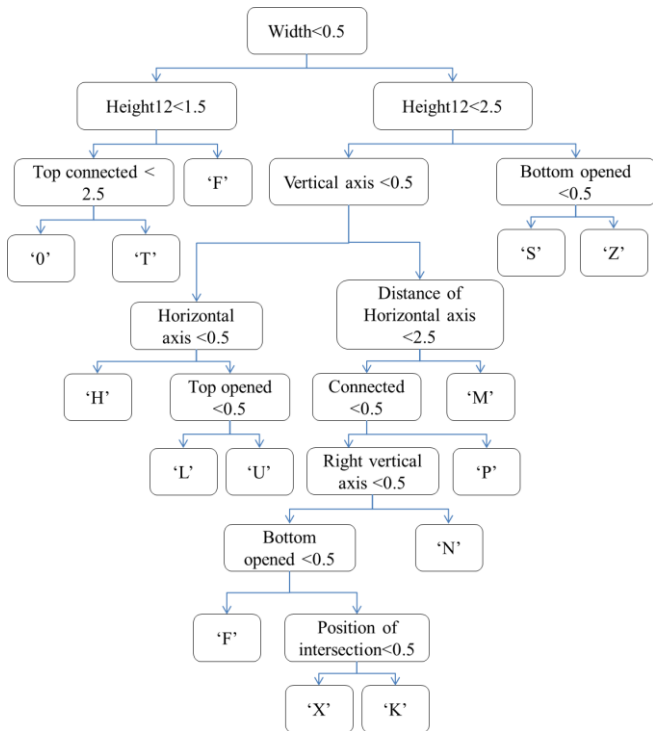 Width<0.5
Height12<1.5
Height12<2.5
Top connected <
2.5
‘F’
Vertical axis <0.5
Bottom opened
<0.5
‘0’
‘T’
‘S’
‘Z’
Horizontal
axis <0.5
Distance of
Horizontal axis
<2.5
‘H’
Top opened
<0.5
Connected
<0.5
‘M’
‘L’
‘U’
Right vertical
axis <0.5
‘P’
Bottom
opened <0.5
‘N’
‘F’
Position of
intersection<0.5
‘X’
‘K’